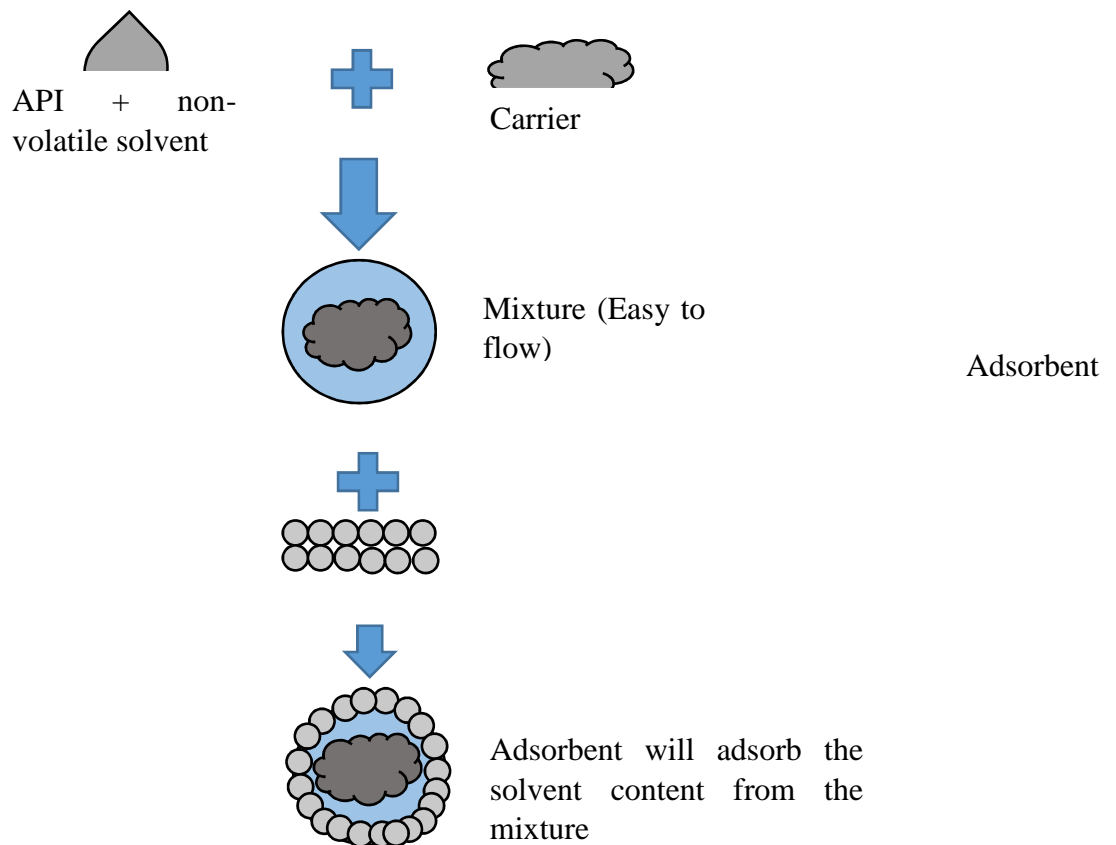 API + non-
volatile solvent
Carrier
Mixture (Easy to
flow)
Adsorbent
Adsorbent will adsorb the
solvent content from the
mixture